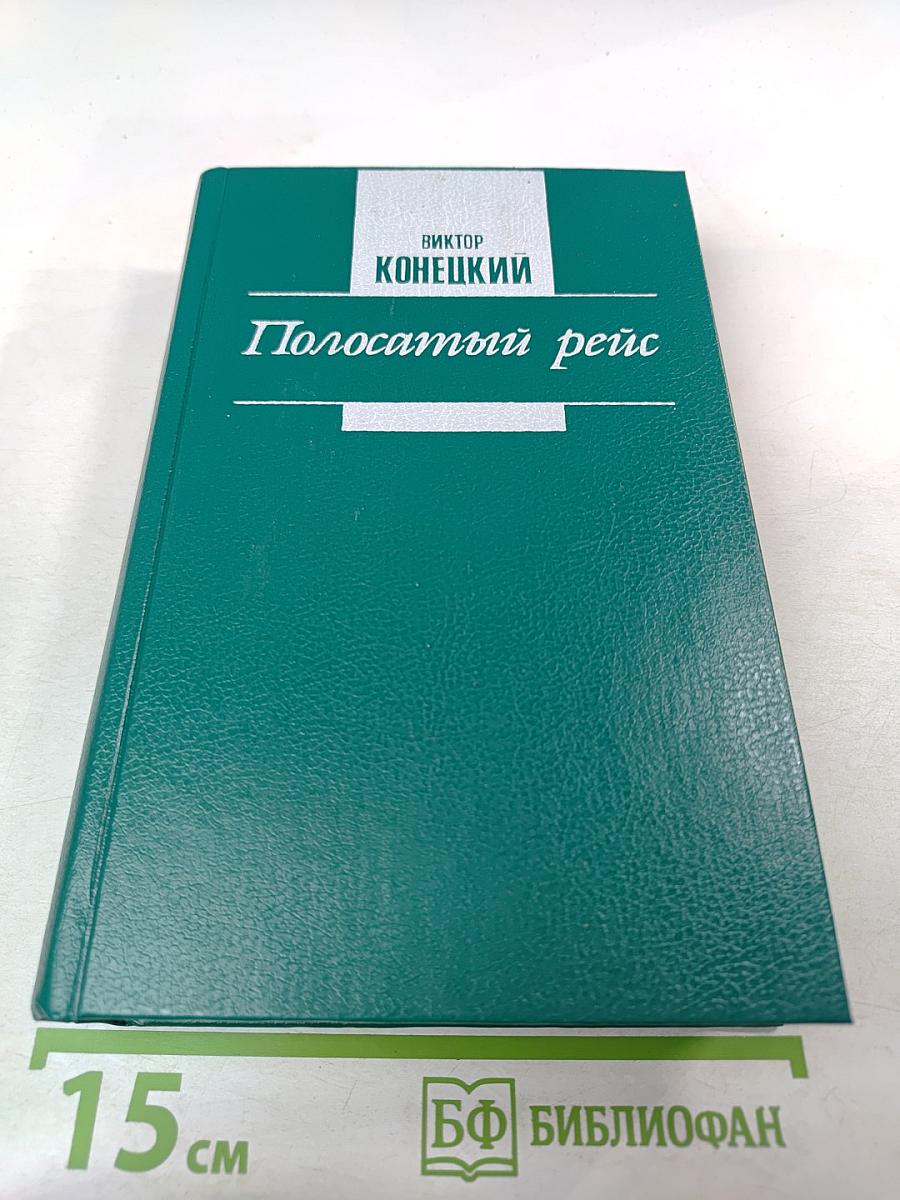 ВИКТОР
КОНЕЦКИЙ
Полосатый рейс
15 см
БФ БИБЛИОФАН